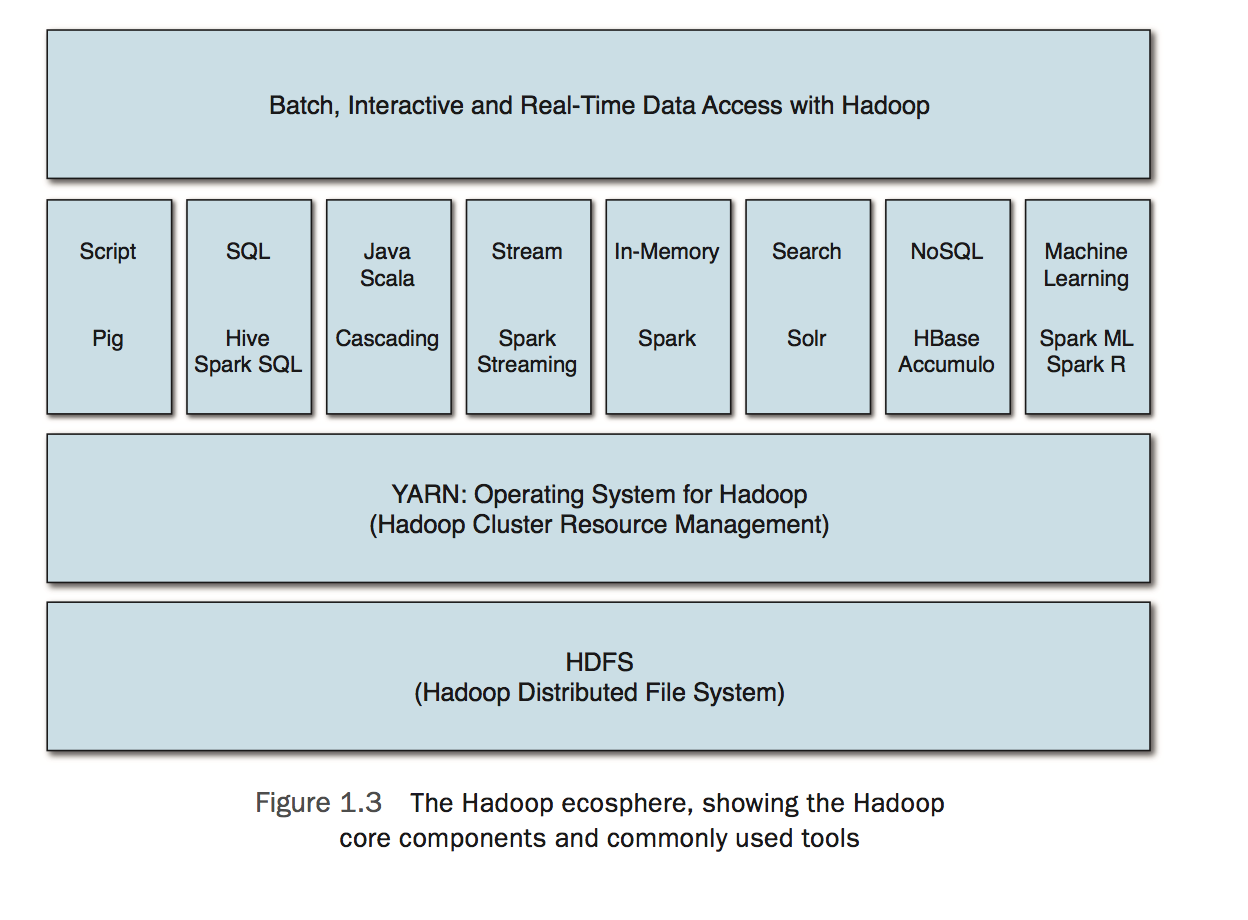 Batch, Interactive and Real-Time Data Access with Hadoop
Script
Pig
SQL
Hive
Spark SQL
Java
Scala
Cascading
Stream
Spark
Streaming
In-Memory
Spark
Search
Solr
NoSQL
HBase
Accumulo
Machine
Learning
Spark ML
Spark R
YARN: Operating System for Hadoop
(Hadoop Cluster Resource Management)
HDFS
(Hadoop Distributed File System)
Figure 1.3 The Hadoop ecosphere, showing the Hadoop
core components and commonly used tools